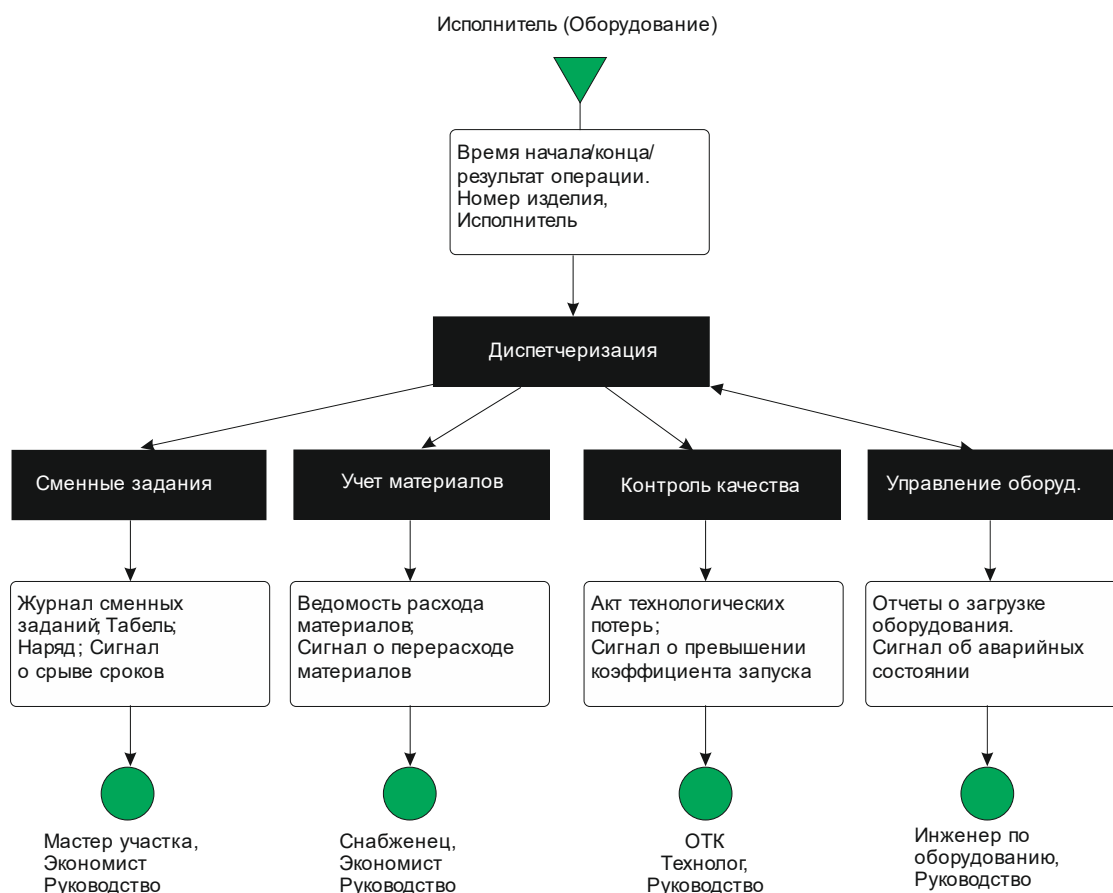 Исполнитель (Оборудование)
Время начала/конца/
результат операции.
Номер изделия,
Исполнитель
Диспетчеризация
Сменные задания
Учет материалов
Контроль качества
Управление оборуд.
Журнал сменных
заданий; Табель;
Наряд; Сигнал
о срыве сроков.
Ведомость расхода
материалов;
Сигнал о перерасходе
материалов
Акт технологических
потерь;
Сигнал о превышении
коэффициента запуска
Отчеты о загрузке
оборудования.
Сигнал об аварийных
состоянии
Мастер участка,
Экономист
Руководство
Снабженец,
Экономист
Руководство
ОТК
Технолог,
Руководство
Инженер по
оборудованию,
Руководство